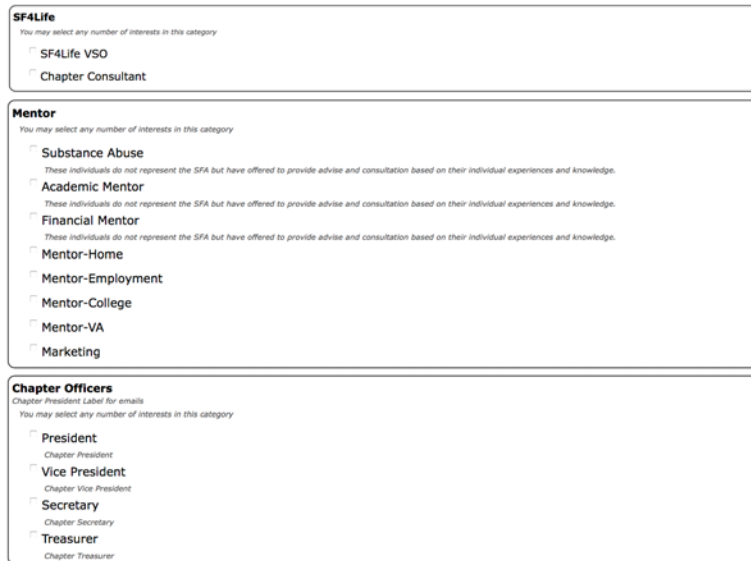 SF4Life
You may select any number of interests in this category
SF4Life VSO
Chapter Consultant
Mentor
You may select any number of interests in this category
Substance Abuse
These individuals do not represent the SFA but have offered to provide advise and consultation based on their individual experiences and knowledge.
Academic Mentor
These individuals do not represent the SFA but have offered to provide advise and consultation based on their individual experiences and knowledge.
Financial Mentor
These individuals do not represent the SFA but have offered to provide advise and consultation based on their individual experiences and knowledge.
Mentor-Home
Mentor-Employment
Mentor-College
Mentor-VA
Marketing
Chapter Officers
Chapter President Label for emails
You may select any number of interests in this category
President
Chapter President
Vice President
Chapter Vice President
Secretary
Chapter Secretary
Treasurer
Chapter Treasurer